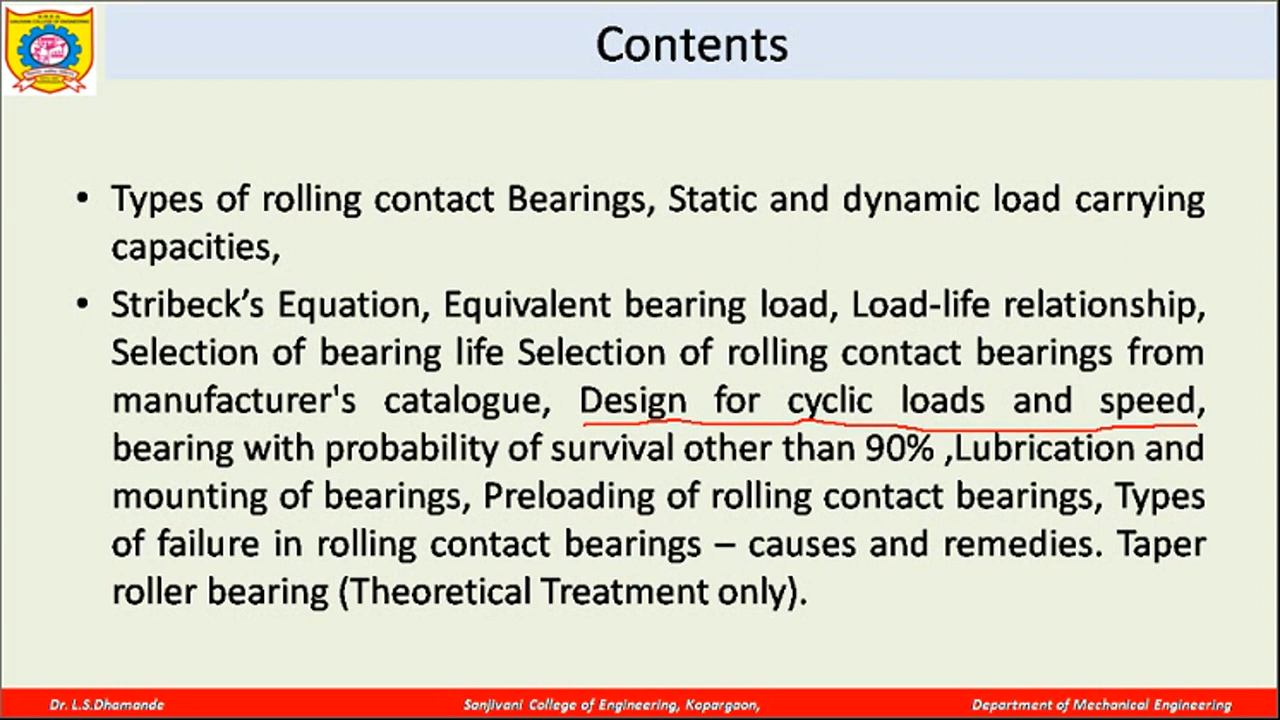 Contents
• Types of rolling contact Bearings, Static and dynamic load carrying
capacities,
• Stribeck’s Equation, Equivalent bearing load, Load-life relationship,
Selection of bearing life Selection of rolling contact bearings from
manufacturer's catalogue, Design for cyclic loads and speed,
bearing with probability of survival other than 90% ,Lubrication and
mounting of bearings, Preloading of rolling contact bearings, Types
of failure in rolling contact bearings – causes and remedies. Taper
roller bearing (Theoretical Treatment only).
Dr. L.S.Dhamande Sanjivani College of Engineering, Kopargaon, Department of Mechanical Engineering